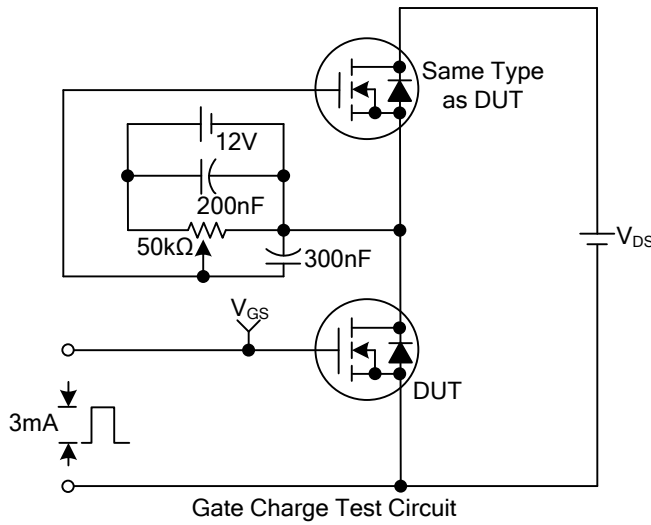 Same Type
as DUT
12V
200nF
50kΩ
300nF
V_DS
V_GS
DUT
3mA
Gate Charge Test Circuit